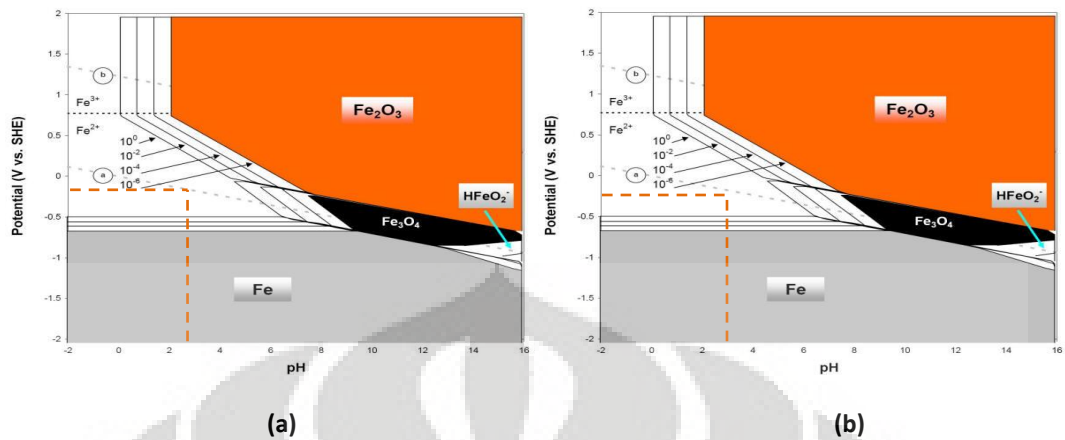 2
1.5
1
0.5
0
-0.5
-1
-1.5
-2
Potential (V vs. SHE)
b
Fe3+
Fe2+
10^0
10^-2
10^-4
10^-6
a
Fe2O3
HFeO2-
Fe3O4
Fe
-2 0 2 4 6 8 10 12 14 16
pH
(a)
2
1.5
1
0.5
0
-0.5
-1
-1.5
-2
Potential (V vs. SHE)
b
Fe3+
Fe2+
10^0
10^-2
10^-4
10^-6
a
Fe2O3
HFeO2-
Fe3O4
Fe
-2 0 2 4 6 8 10 12 14 16
pH
(b)